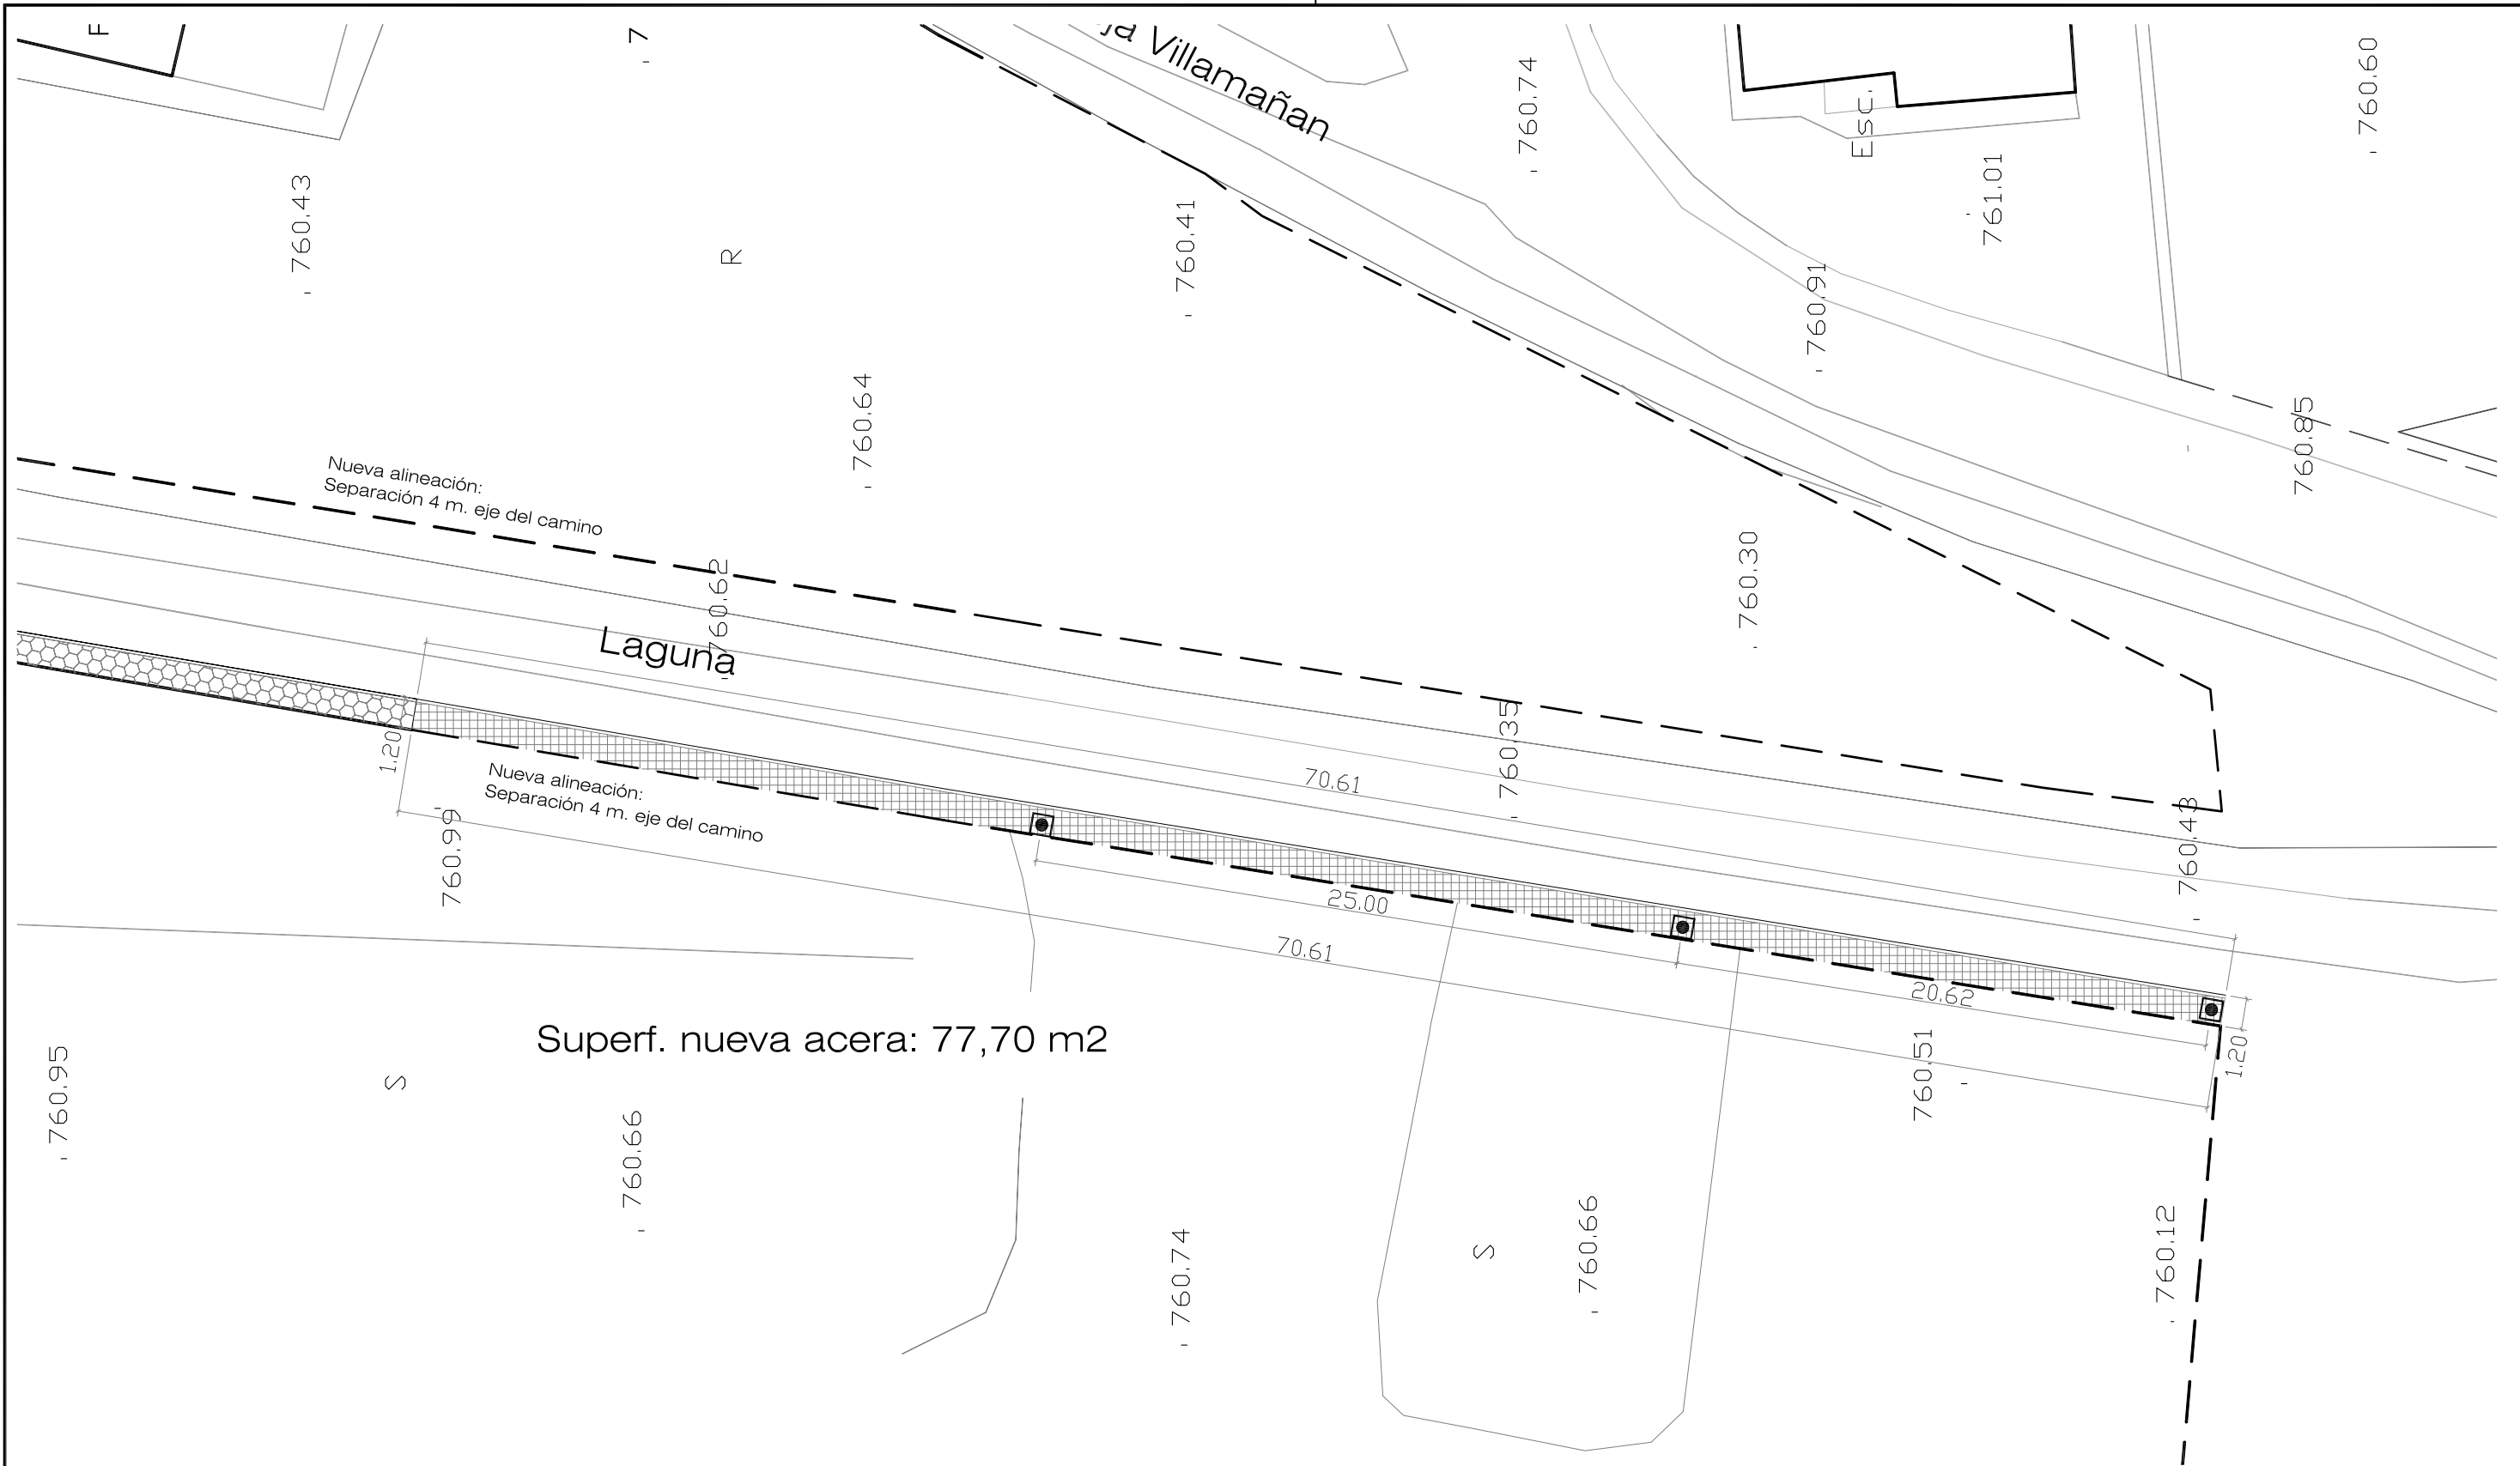 ja Villamañan
760.74
Esc.
760.60
761.01
760.43
R
760.41
760.91
760.64
760.85
Nueva alineación:
Separación 4 m. eje del camino
760.62
760.30
Laguna
760.35
1.20
70.61
Nueva alineación:
Separación 4 m. eje del camino
760.99
760.43
25.00
70.61
20.62
Superf. nueva acera: 77,70 m2
760.51
1.20
760.95
S
760.66
760.74
S
760.66
760.12